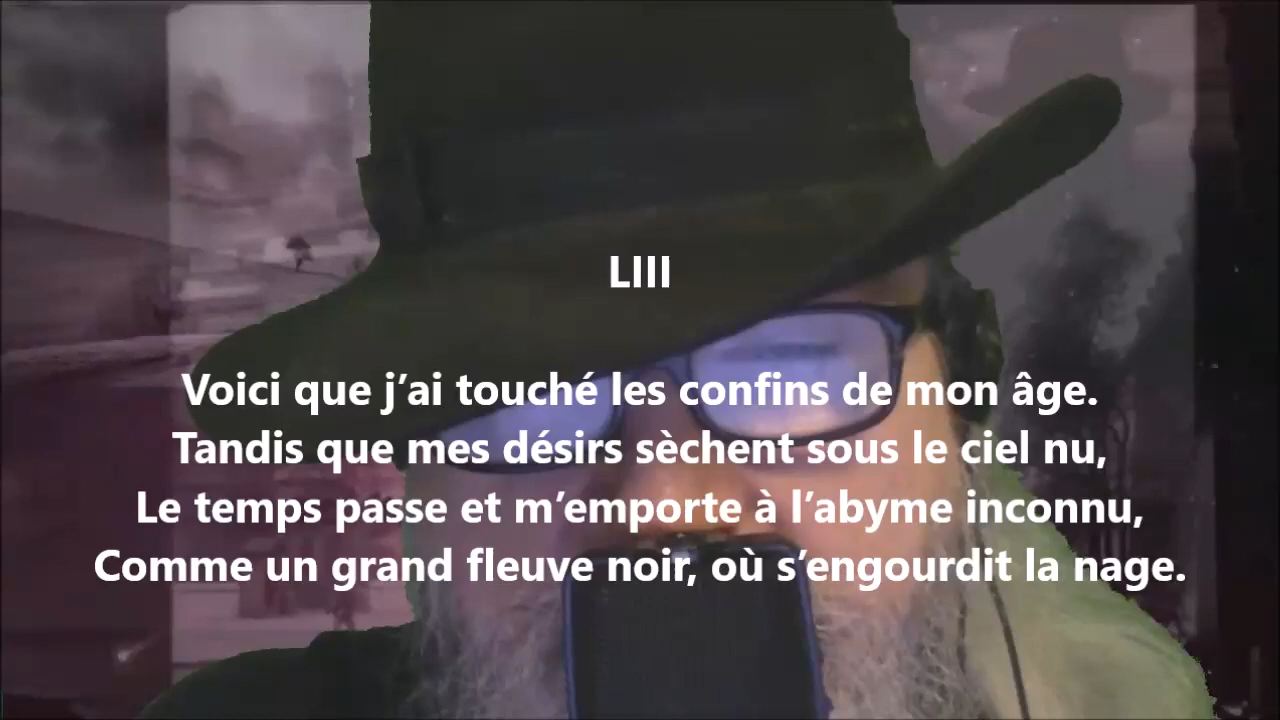 LIII
Voici que j’ai touché les confins de mon âge.
Tandis que mes désirs sèchent sous le ciel nu,
Le temps passe et m’emporte à l’abyme inconnu,
Comme un grand fleuve noir, où s’engourdit la nage.